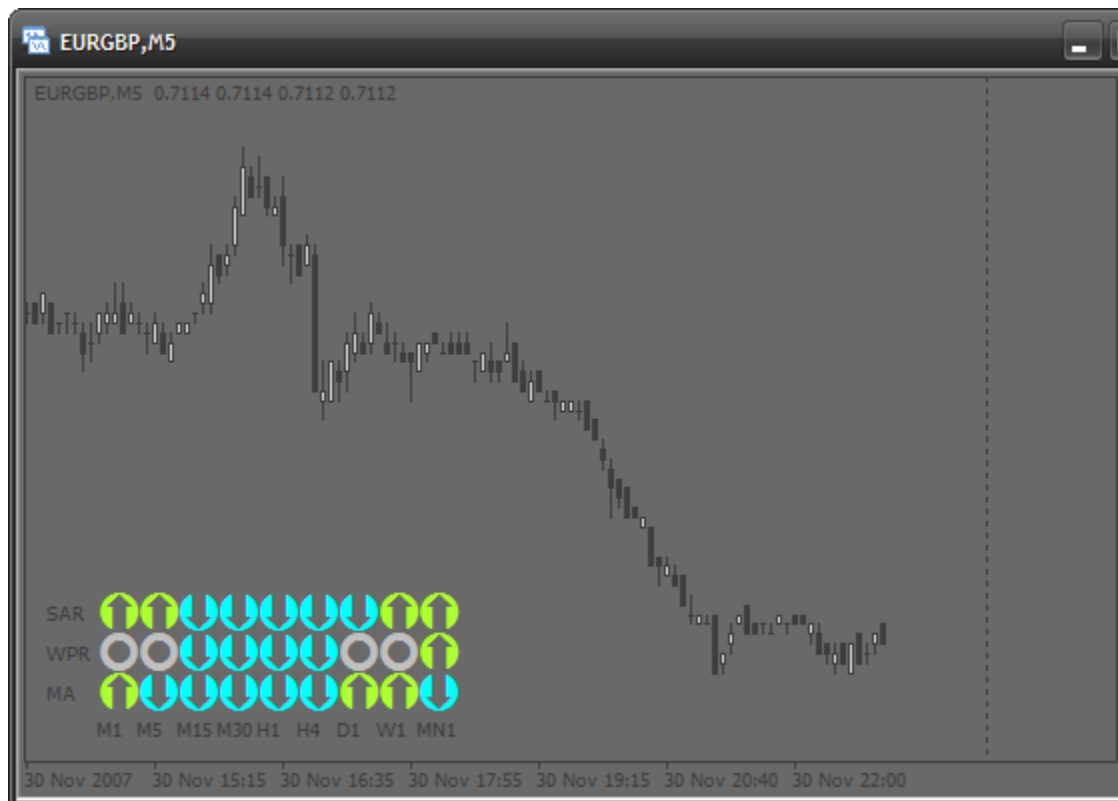 EURGBP,M5
EURGBP,M5 0.7114 0.7114 0.7112 0.7112
SAR
WPR
MA
M1 M5 M15 M30 H1 H4 D1 W1 MN1
30 Nov 2007 30 Nov 15:15 30 Nov 16:35 30 Nov 17:55 30 Nov 19:15 30 Nov 20:40 30 Nov 22:00